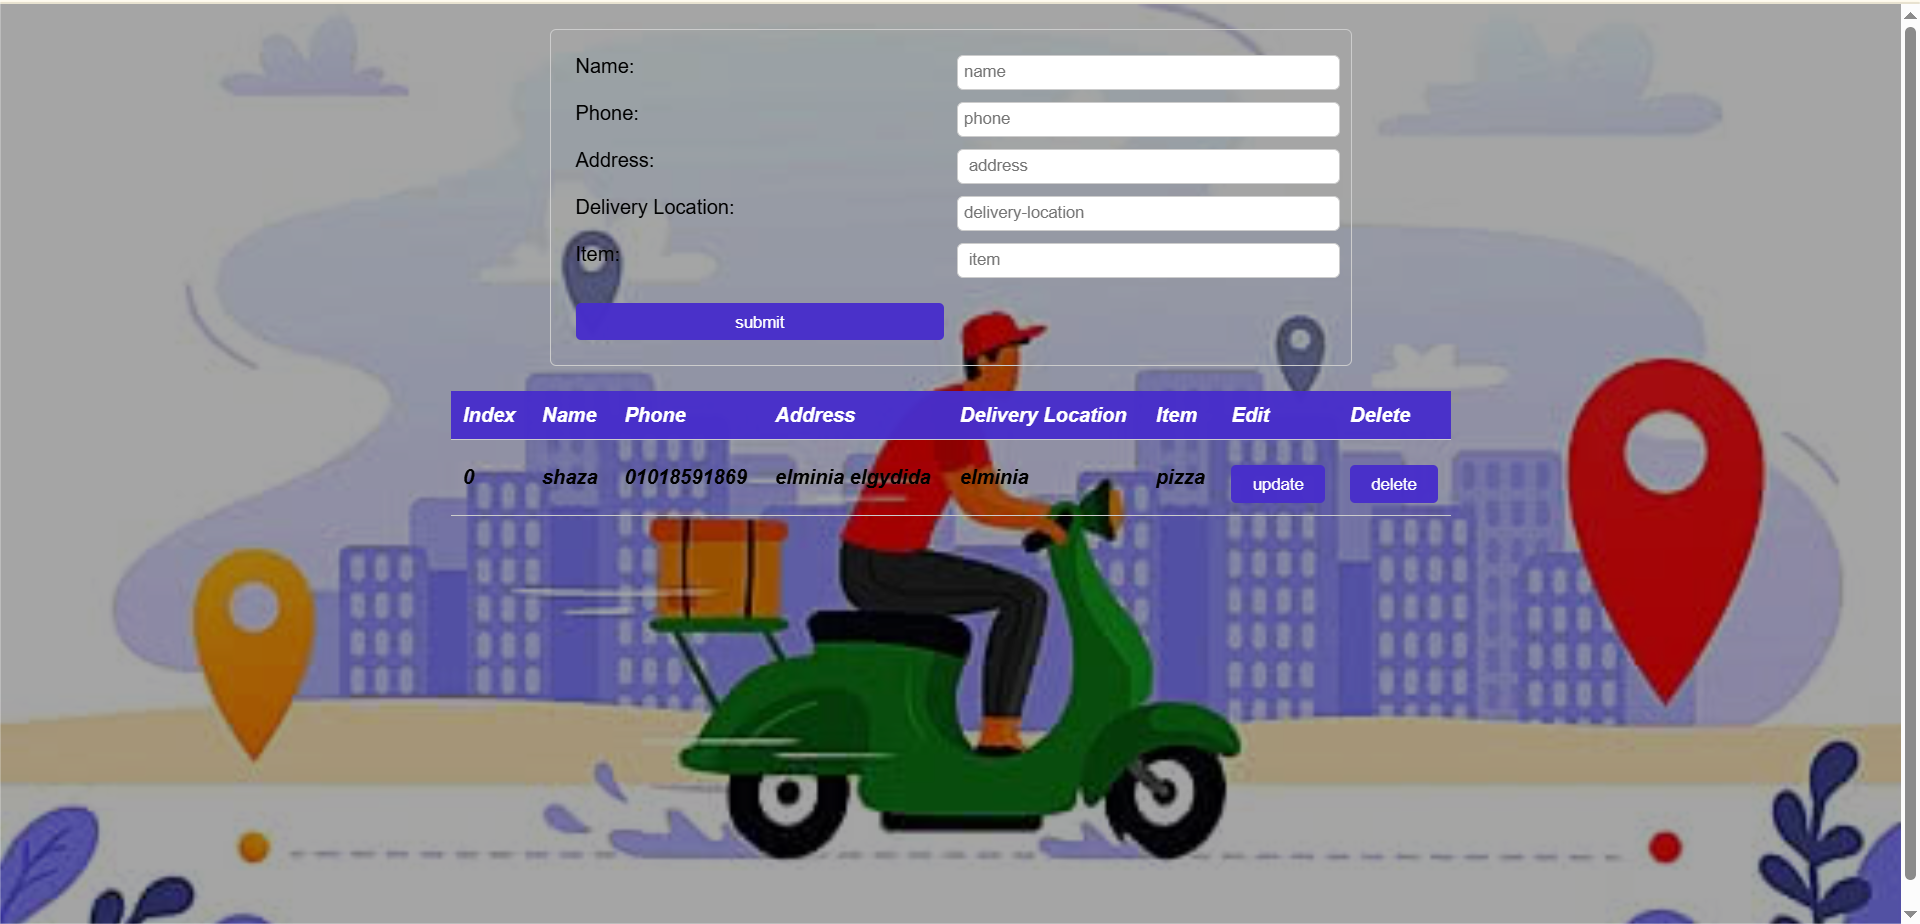 Name:
name
Phone:
phone
Address:
address
Delivery Location:
delivery-location
Item:
item
submit
Index Name Phone Address Delivery Location Item Edit Delete
0 shaza 01018591869 elminia elgydida elminia pizza update delete